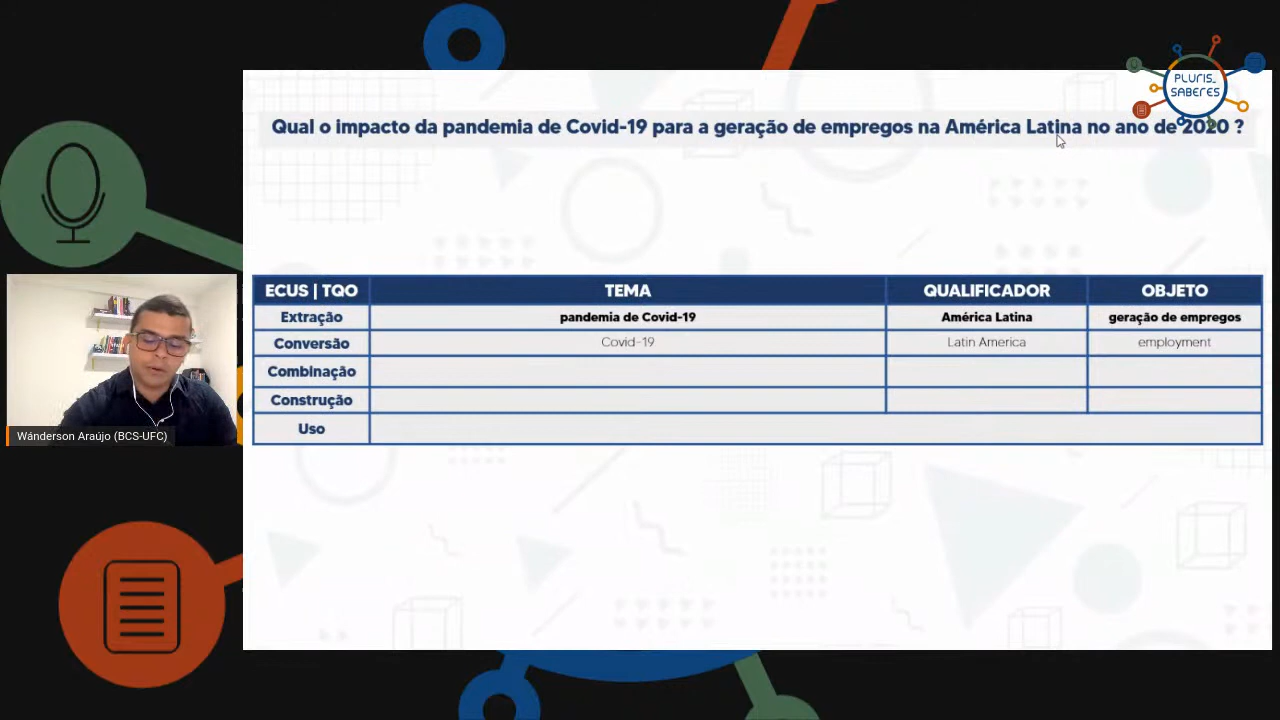 PLURIS_
SABERES
Qual o impacto da pandemia de Covid-19 para a geração de empregos na América Latina no ano de 2020 ?
ECUS | TQO TEMA QUALIFICADOR OBJETO
Extração pandemia de Covid-19 América Latina geração de empregos
Conversão Covid-19 Latin America employment
Combinação
Construção
Uso
Wánderson Araújo (BCS-UFC)